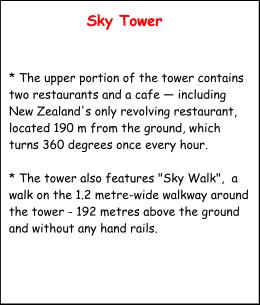 Sky Tower
* The upper portion of the tower contains
two restaurants and a cafe — including
New Zealand's only revolving restaurant,
located 190 m from the ground, which
turns 360 degrees once every hour.
* The tower also features "Sky Walk",  a
walk on the 1.2 metre-wide walkway around
the tower - 192 metres above the ground
and without any hand rails.